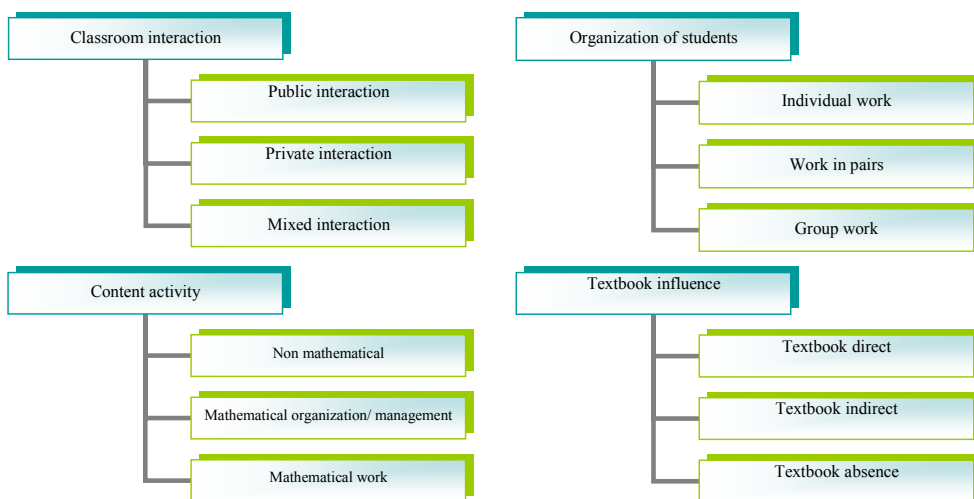 Classroom interaction
Public interaction
Private interaction
Mixed interaction
Organization of students
Individual work
Work in pairs
Group work
Content activity
Non mathematical
Mathematical organization/ management
Mathematical work
Textbook influence
Textbook direct
Textbook indirect
Textbook absence